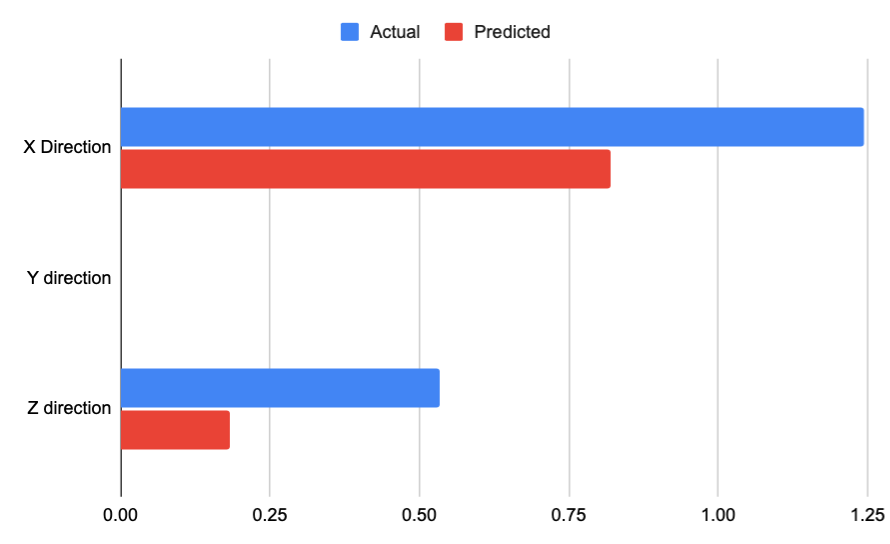 Actual Predicted
X Direction
Y direction
Z direction
0.00 0.25 0.50 0.75 1.00 1.25